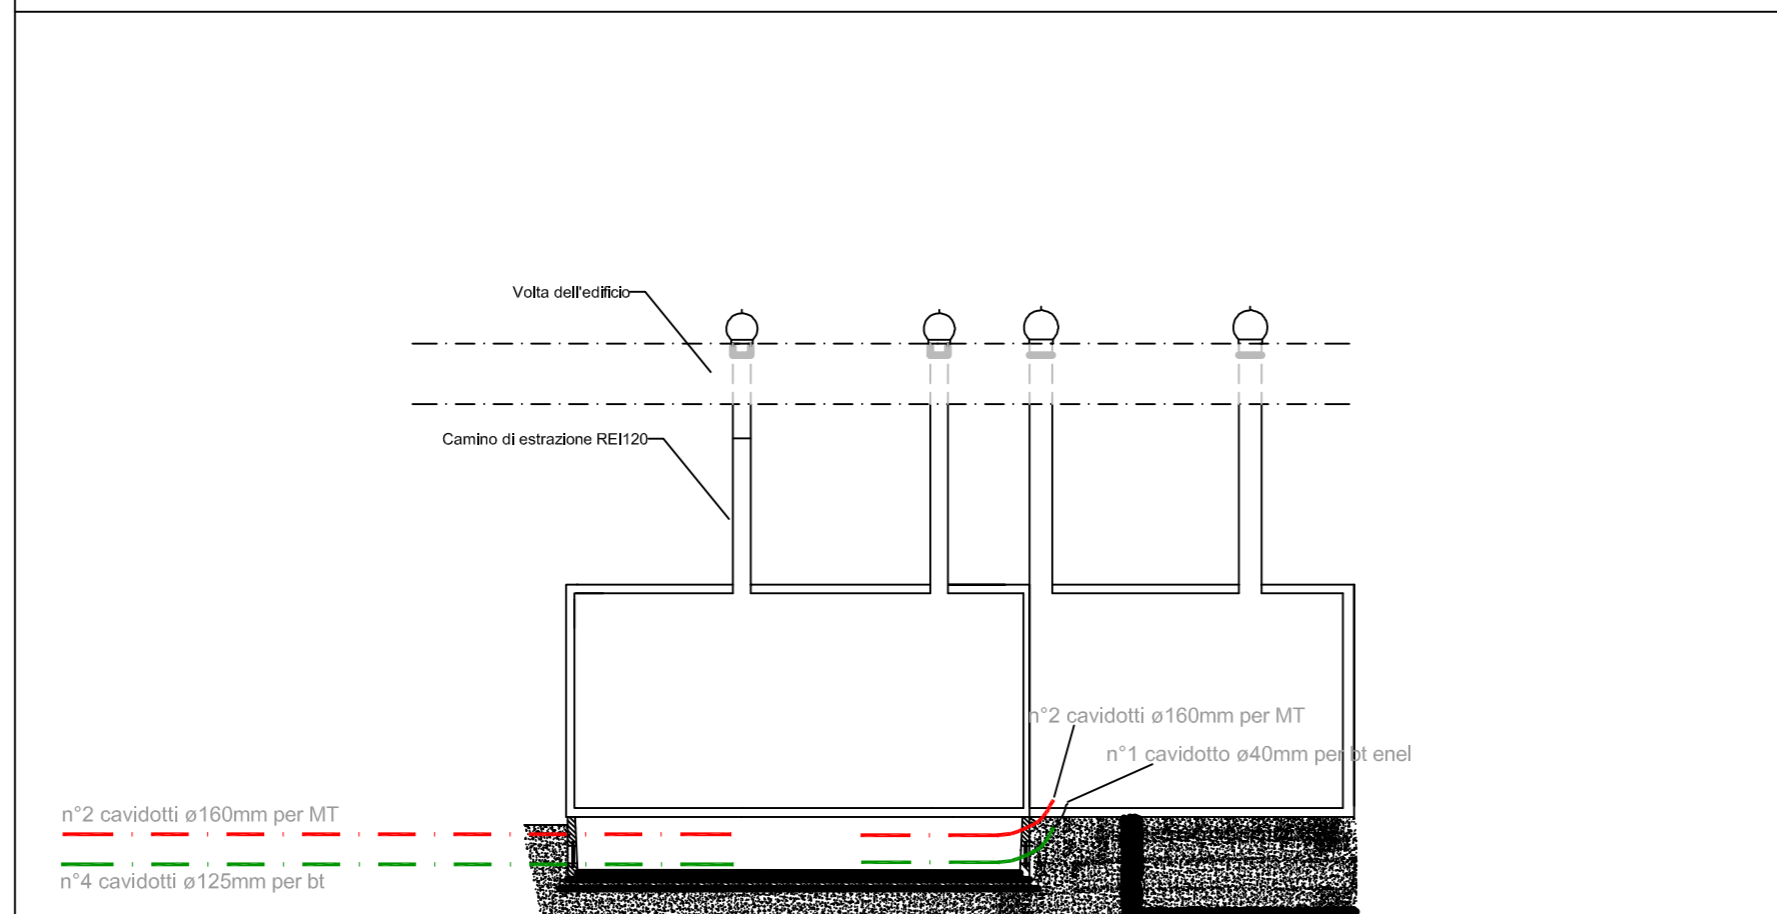 Volta dell'edificio
Camino di estrazione REI120
n°2 cavidotti ø160mm per MT
n°1 cavidotto ø40mm per bt enel
n°2 cavidotti ø160mm per MT
n°4 cavidotti ø125mm per bt